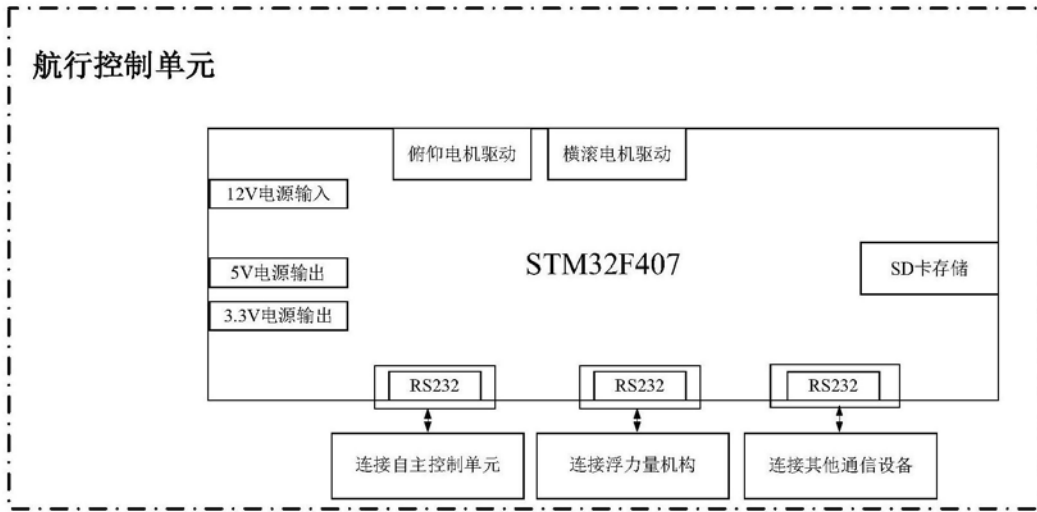 航行控制单元
俯仰电机驱动
横滚电机驱动
12V电源输入
5V电源输出
STM32F407
SD卡存储
3.3V电源输出
RS232
RS232
RS232
连接自主控制单元
连接浮力量机构
连接其他通信设备